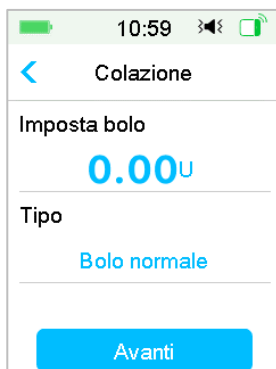 10:59
Colazione
Imposta bolo
0.00U
Tipo
Bolo normale
Avanti